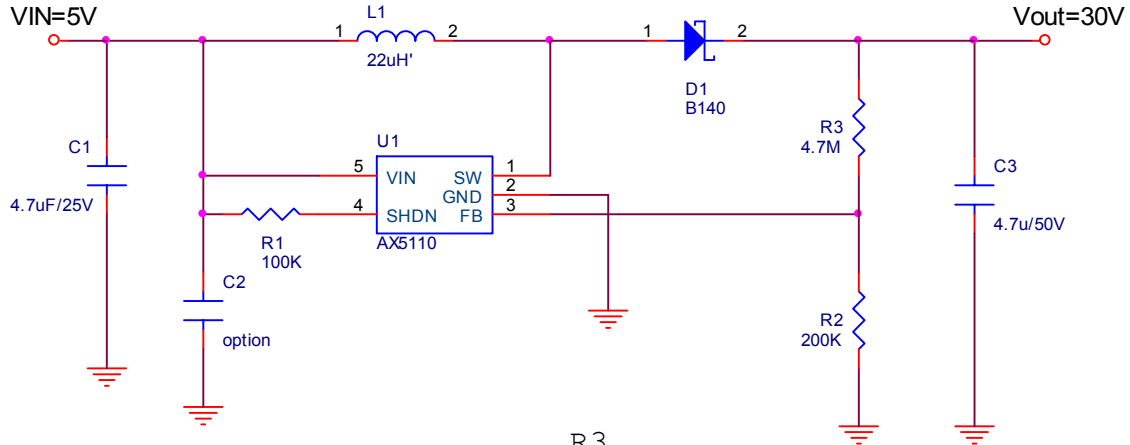 VIN=5V
L1
1
2
22uH'
1
2
D1
B140
Vout=30V
C1
4.7uF/25V
U1
5
VIN
SW
1
GND
2
4
SHDN
FB
3
AX5110
R1
100K
C2
option
R3
4.7M
C3
4.7u/50V
R2
200K
R3